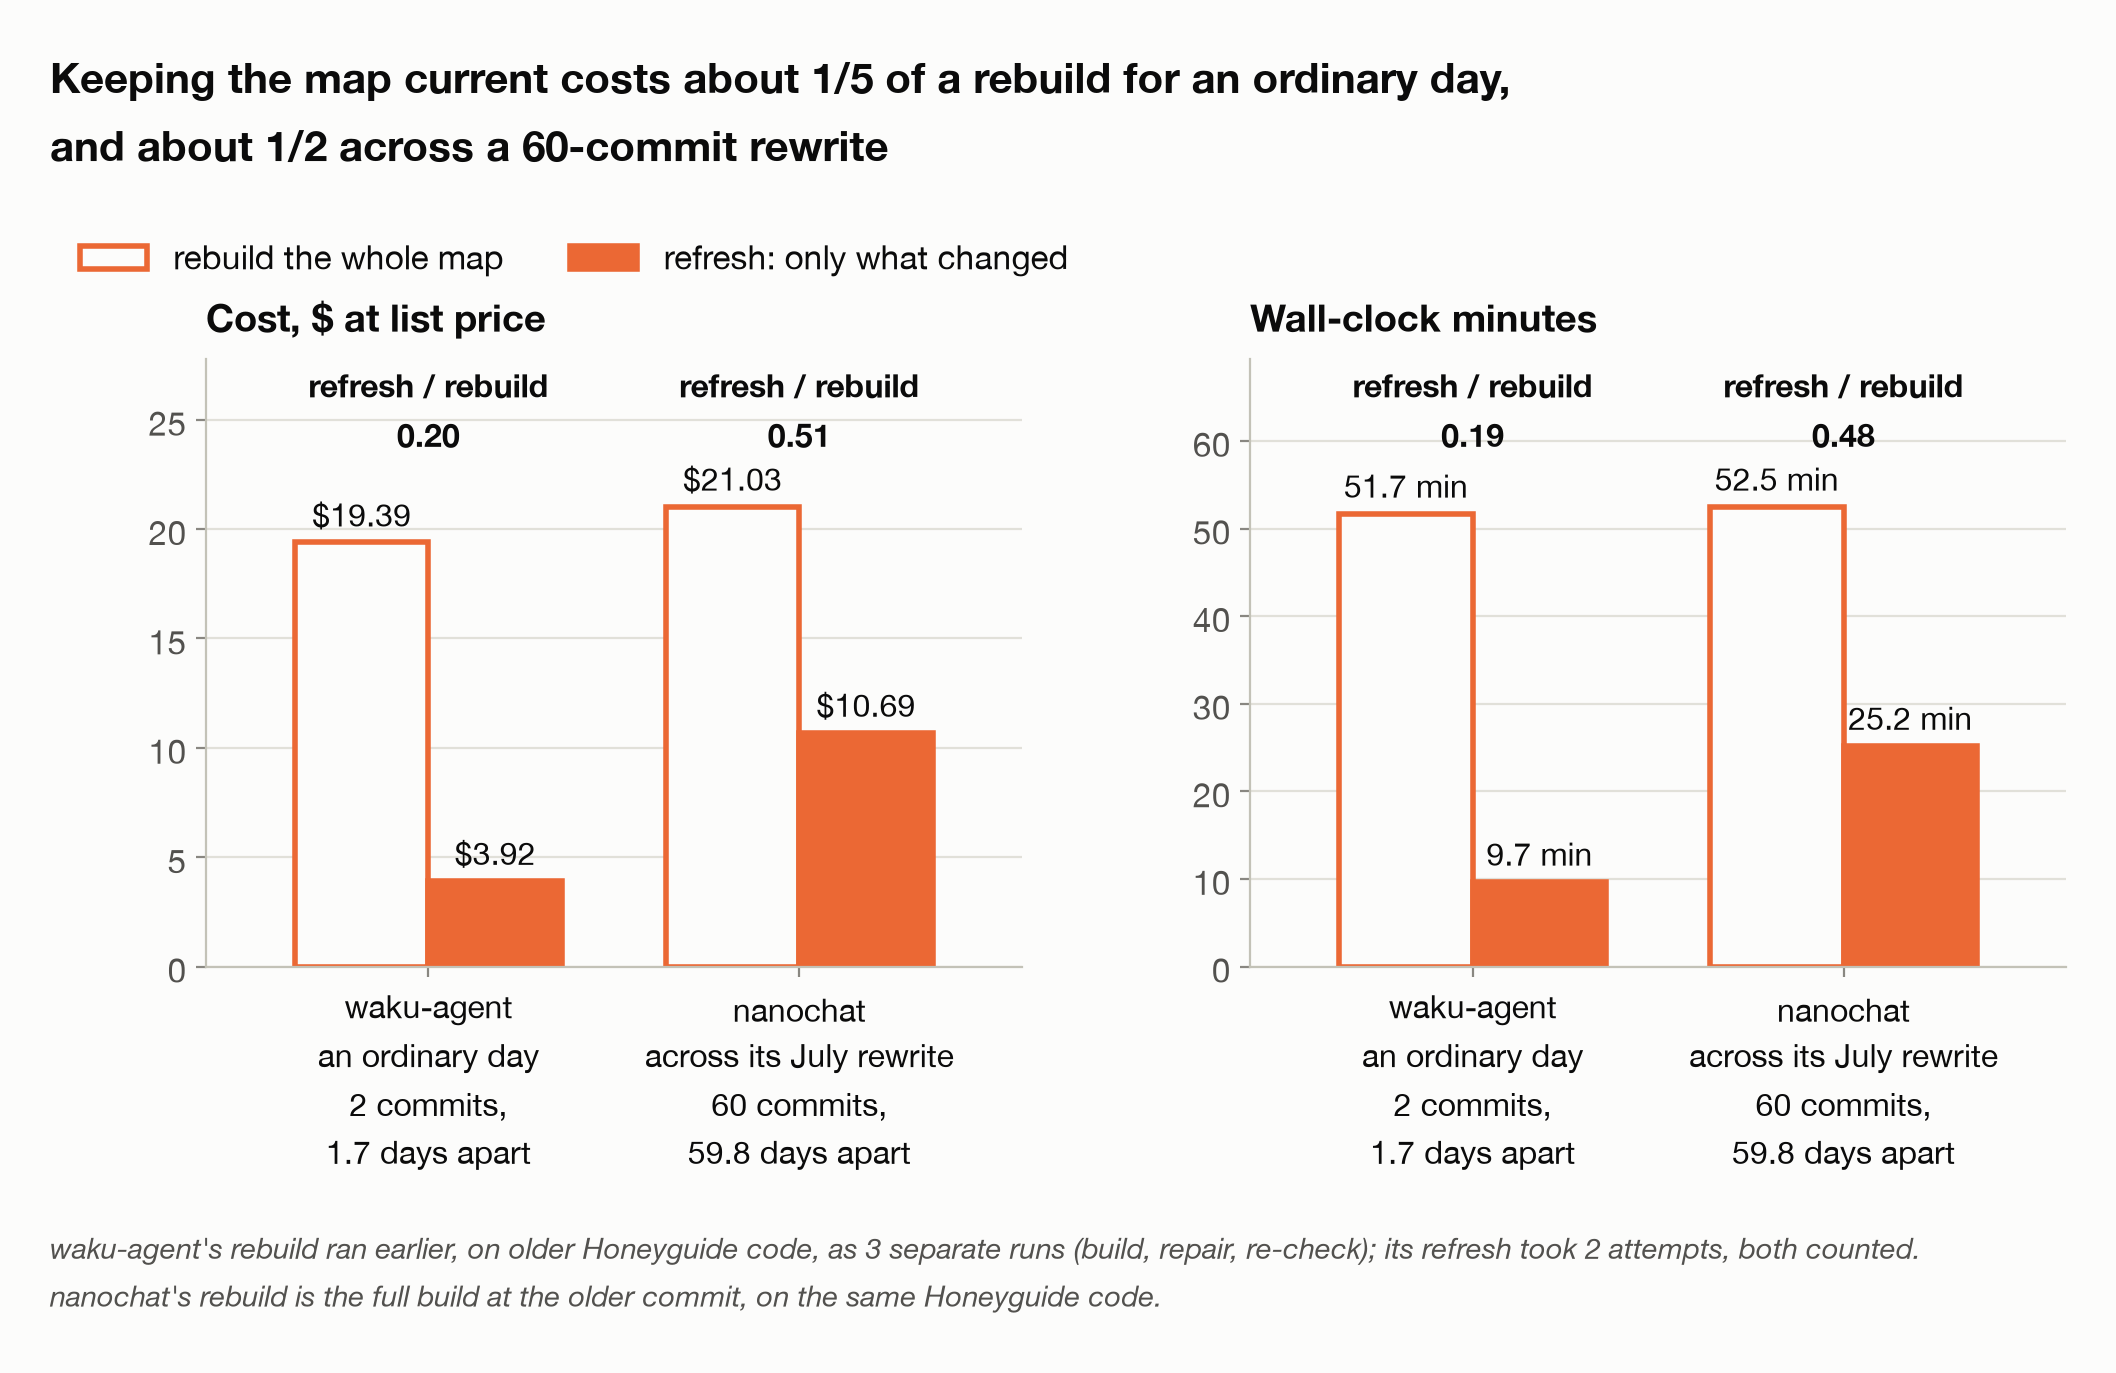 Keeping the map current costs about 1/5 of a rebuild for an ordinary day,
and about 1/2 across a 60-commit rewrite
rebuild the whole map
refresh: only what changed
Cost, $ at list price
refresh / rebuild
0.20
refresh / rebuild
0.51
25
20
15
10
5
0
$19.39
$3.92
$21.03
$10.69
waku-agent
an ordinary day
2 commits,
1.7 days apart
nanochat
across its July rewrite
60 commits,
59.8 days apart
Wall-clock minutes
refresh / rebuild
0.19
refresh / rebuild
0.48
60
50
40
30
20
10
0
51.7 min
9.7 min
52.5 min
25.2 min
waku-agent
an ordinary day
2 commits,
1.7 days apart
nanochat
across its July rewrite
60 commits,
59.8 days apart
waku-agent's rebuild ran earlier, on older Honeyguide code, as 3 separate runs (build, repair, re-check); its refresh took 2 attempts, both counted.
nanochat's rebuild is the full build at the older commit, on the same Honeyguide code.